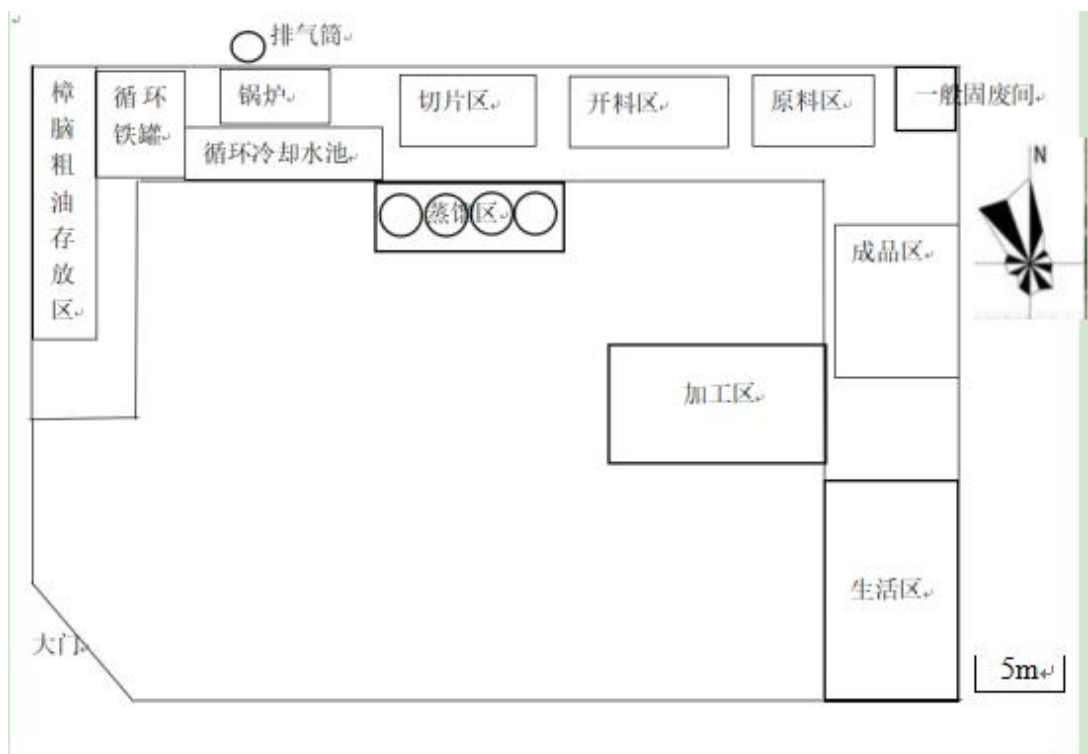 排气筒
樟脑粗油存放区
循环
铁罐
锅炉
切片区
开料区
原料区
一般固废间
循环冷却水池
N
蒸馏区
成品区
加工区
生活区
大门
5m